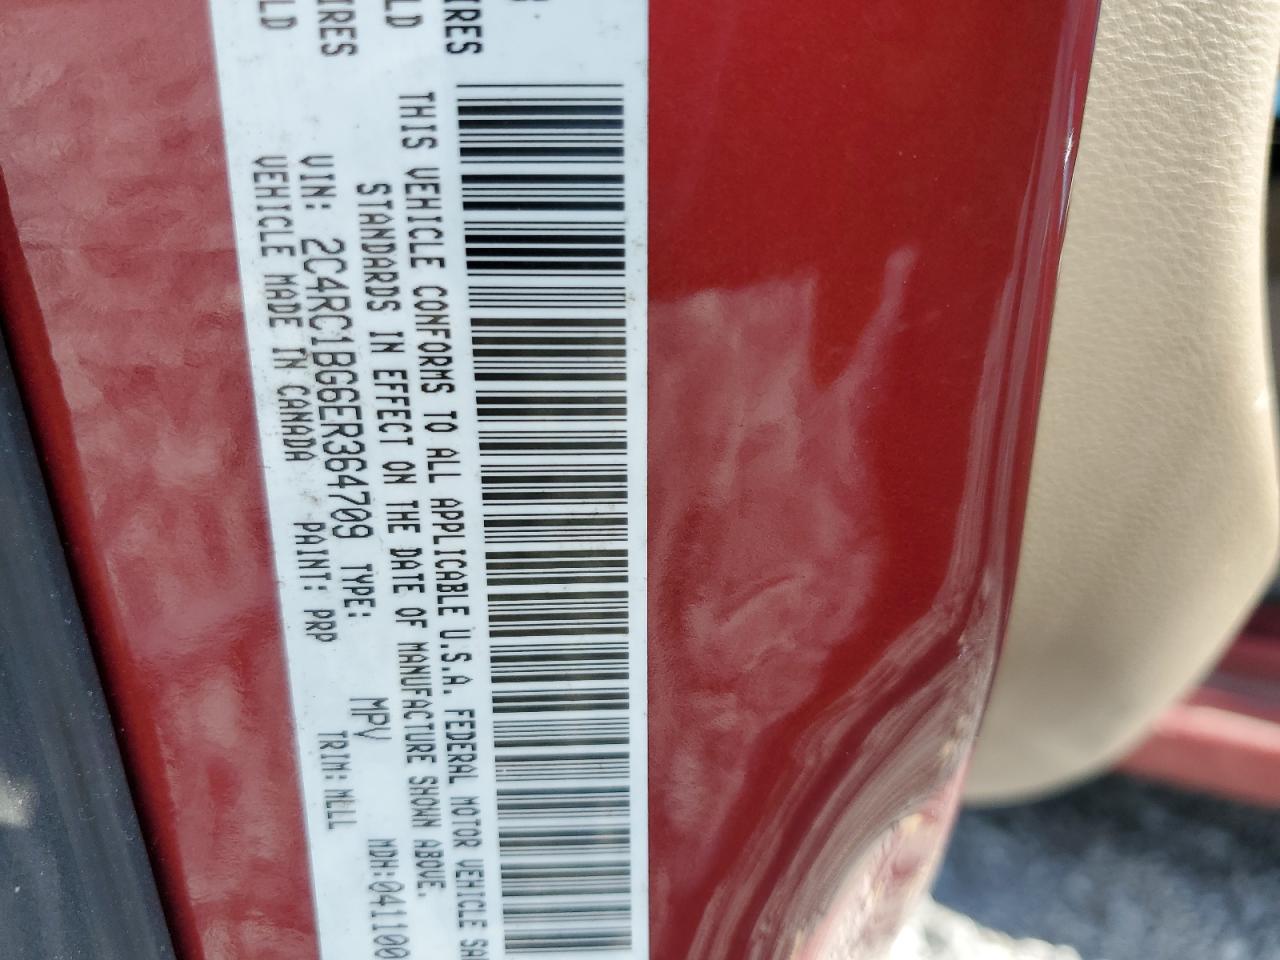 IRES
LD
THIS VEHICLE CONFORMS TO ALL APPLICABLE U.S.A. FEDERAL MOTOR VEHICLE SA
STANDARDS IN EFFECT ON THE DATE OF MANUFACTURE SHOWN ABOVE.
IRES
VIN: 2C4RC1BG6ER364709 TYPE: MPV MDH:041100
LD
VEHICLE MADE IN CANADA PAINT: PRP TRIM:MLLL